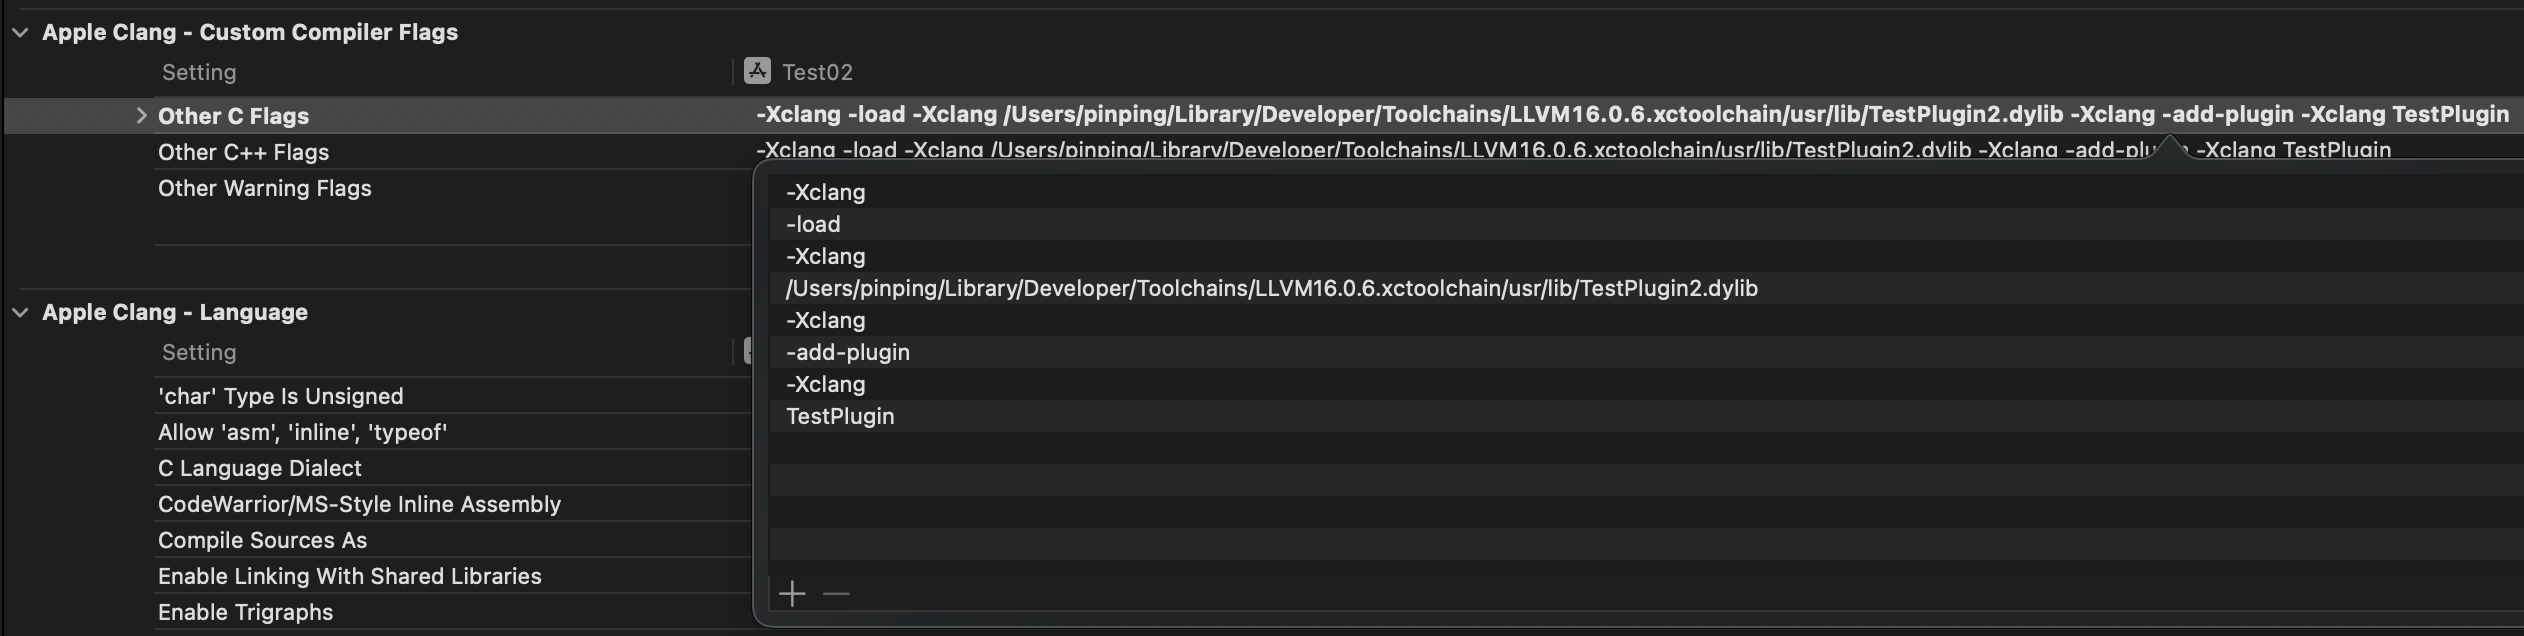 Apple Clang - Custom Compiler Flags
Setting Test02
Other C Flags -Xclang -load -Xclang /Users/pinping/Library/Developer/Toolchains/LLVM16.0.6.xctoolchain/usr/lib/TestPlugin2.dylib -Xclang -add-plugin -Xclang TestPlugin
Other C++ Flags -Xclang -load -Xclang /Users/pinping/Library/Developer/Toolchains/LLVM16.0.6.xctoolchain/usr/lib/TestPlugin2.dylib -Xclang -Xclang TestPlugin
Other Warning Flags
-Xclang
-load
-Xclang
/Users/pinping/Library/Developer/Toolchains/LLVM16.0.6.xctoolchain/usr/lib/TestPlugin2.dylib
-Xclang
-add-plugin
-Xclang
TestPlugin
Apple Clang - Language
Setting
'char' Type Is Unsigned
Allow 'asm', 'inline', 'typeof'
C Language Dialect
CodeWarrior/MS-Style Inline Assembly
Compile Sources As
Enable Linking With Shared Libraries
Enable Trigraphs